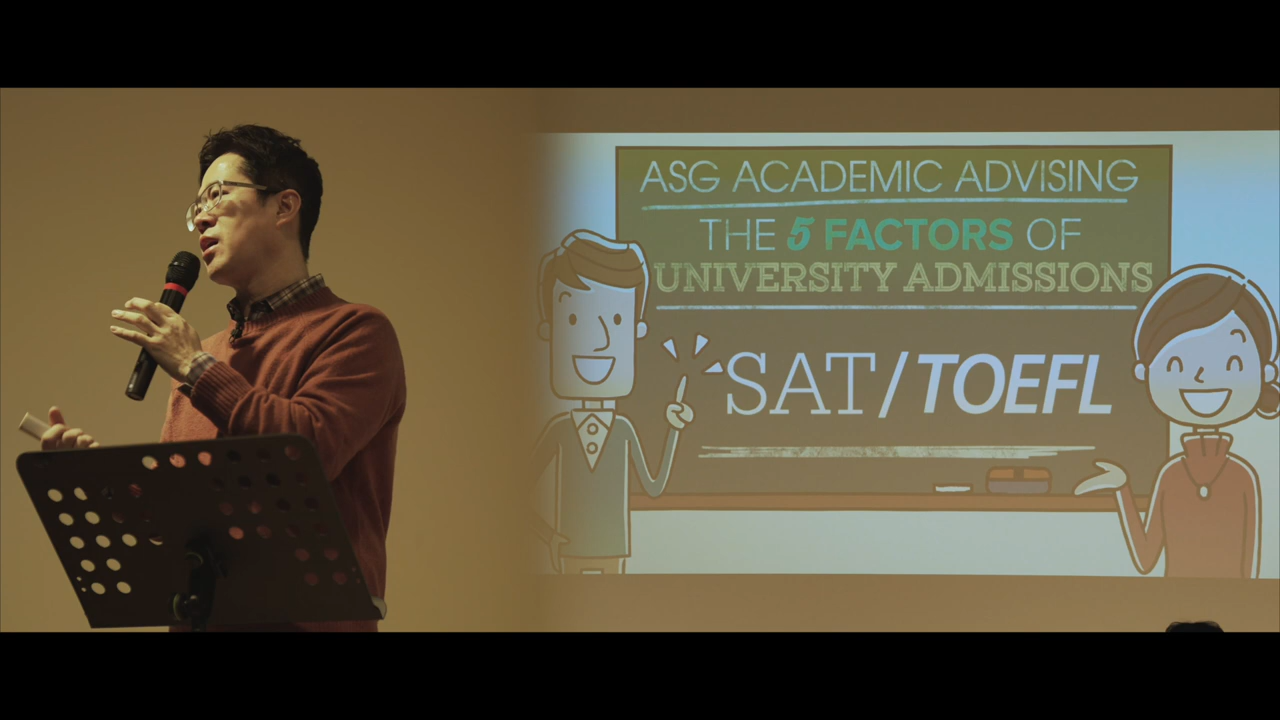 ASG ACADEMIC ADVISING
THE 5 FACTORS OF
UNIVERSITY ADMISSIONS
SAT/TOEFL